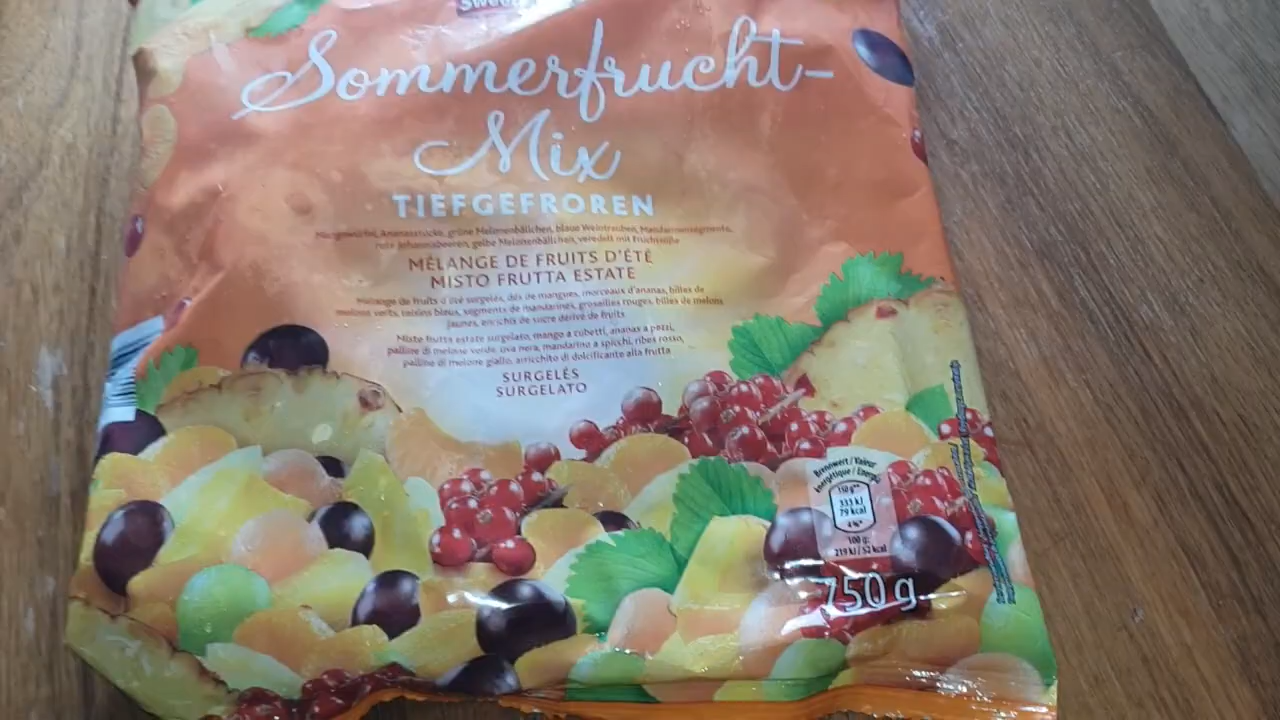 Sommerfrucht-
Mix
TIEFGEFROREN
Mangowürfel, Ananasstücke, grüne Melonenbällchen, blaue Weintrauben, Mandarinensegmente,
rote Johannisbeeren, gelbe Melonenbällchen, veredelt mit Fruchtsüße
MÉLANGE DE FRUITS D'ÉTÉ
MISTO FRUTTA ESTATE
Mélange de fruits d'été surgelés, dés de mangues, morceaux d'ananas, billes de
melons verts, raisins bleus, segments de mandarines, groseilles rouges, billes de melons
jaunes, enrichis de sucre dérivé de fruits
Misto frutta estate surgelato, mango a cubetti, ananas a pezzi,
palline di melone verde, uva nera, mandarino a spicchi, ribes rosso,
palline di melone giallo, arricchito di dolcificante alla frutta
SURGELÉS
SURGELATO
Brennwert / Valeur
énergétique / Energia
150 g**
333 kJ
79 kcal
4 %*
100 g:
219 kJ / 52 kcal
750 g